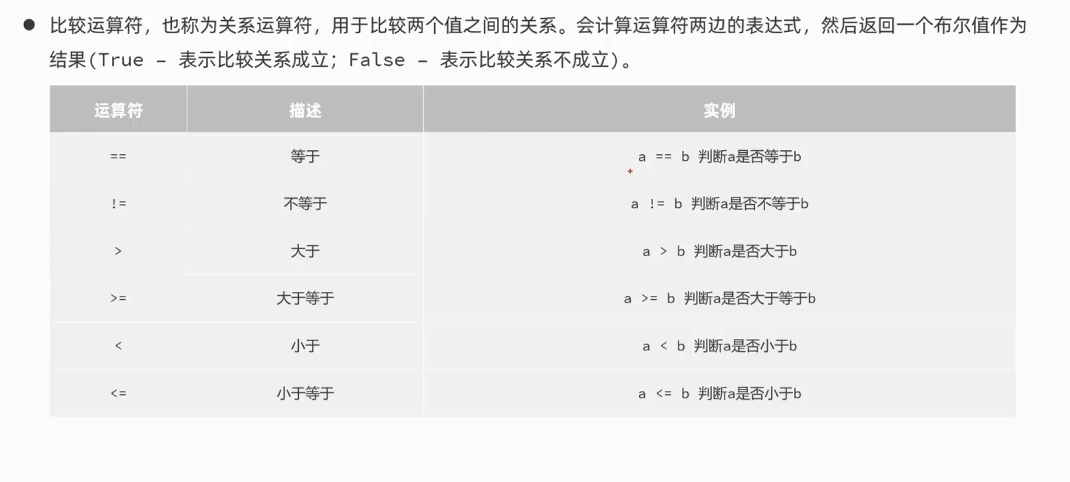 ● 比较运算符，也称为关系运算符，用于比较两个值之间的关系。会计算运算符两边的表达式，然后返回一个布尔值作为
结果(True – 表示比较关系成立；False – 表示比较关系不成立)。
运算符 描述 实例
== 等于 a == b 判断a是否等于b
!= 不等于 a != b 判断a是否不等于b
> 大于 a > b 判断a是否大于b
>= 大于等于 a >= b 判断a是否大于等于b
< 小于 a < b 判断a是否小于b
<= 小于等于 a <= b 判断a是否小于b